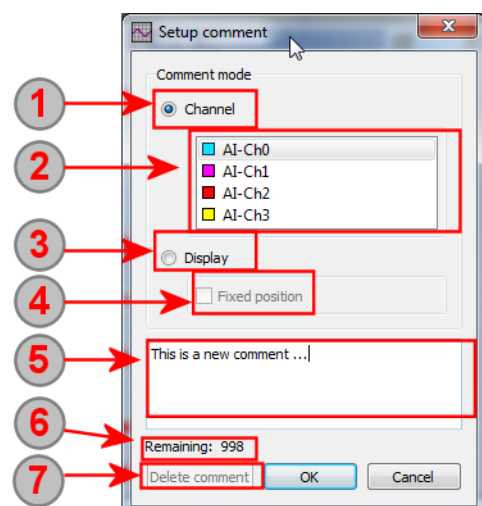 Setup comment
Comment mode
1
Channel
2
AI-Ch0
AI-Ch1
AI-Ch2
AI-Ch3
3
Display
4
Fixed position
5
This is a new comment ...
6
Remaining: 998
7
Delete comment OK Cancel